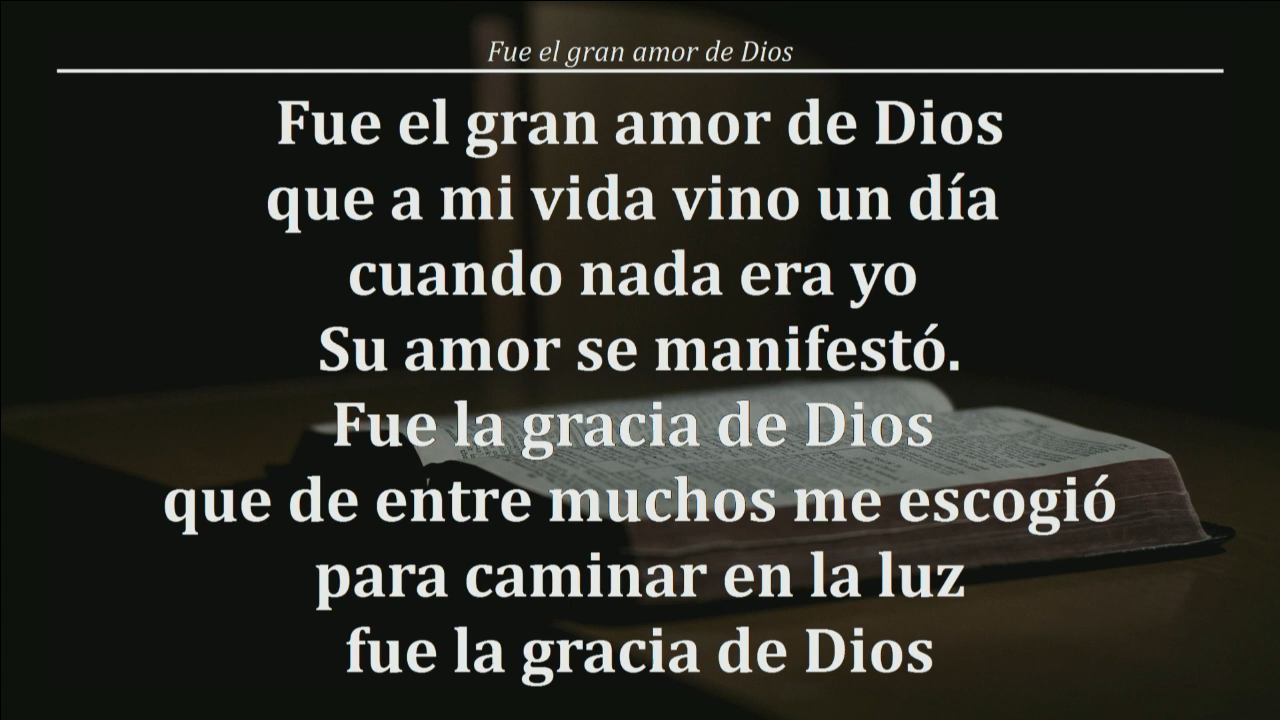 Fue el gran amor de Dios
Fue el gran amor de Dios
que a mi vida vino un día
cuando nada era yo
Su amor se manifestó.
Fue la gracia de Dios
que de entre muchos me escogió
para caminar en la luz
fue la gracia de Dios